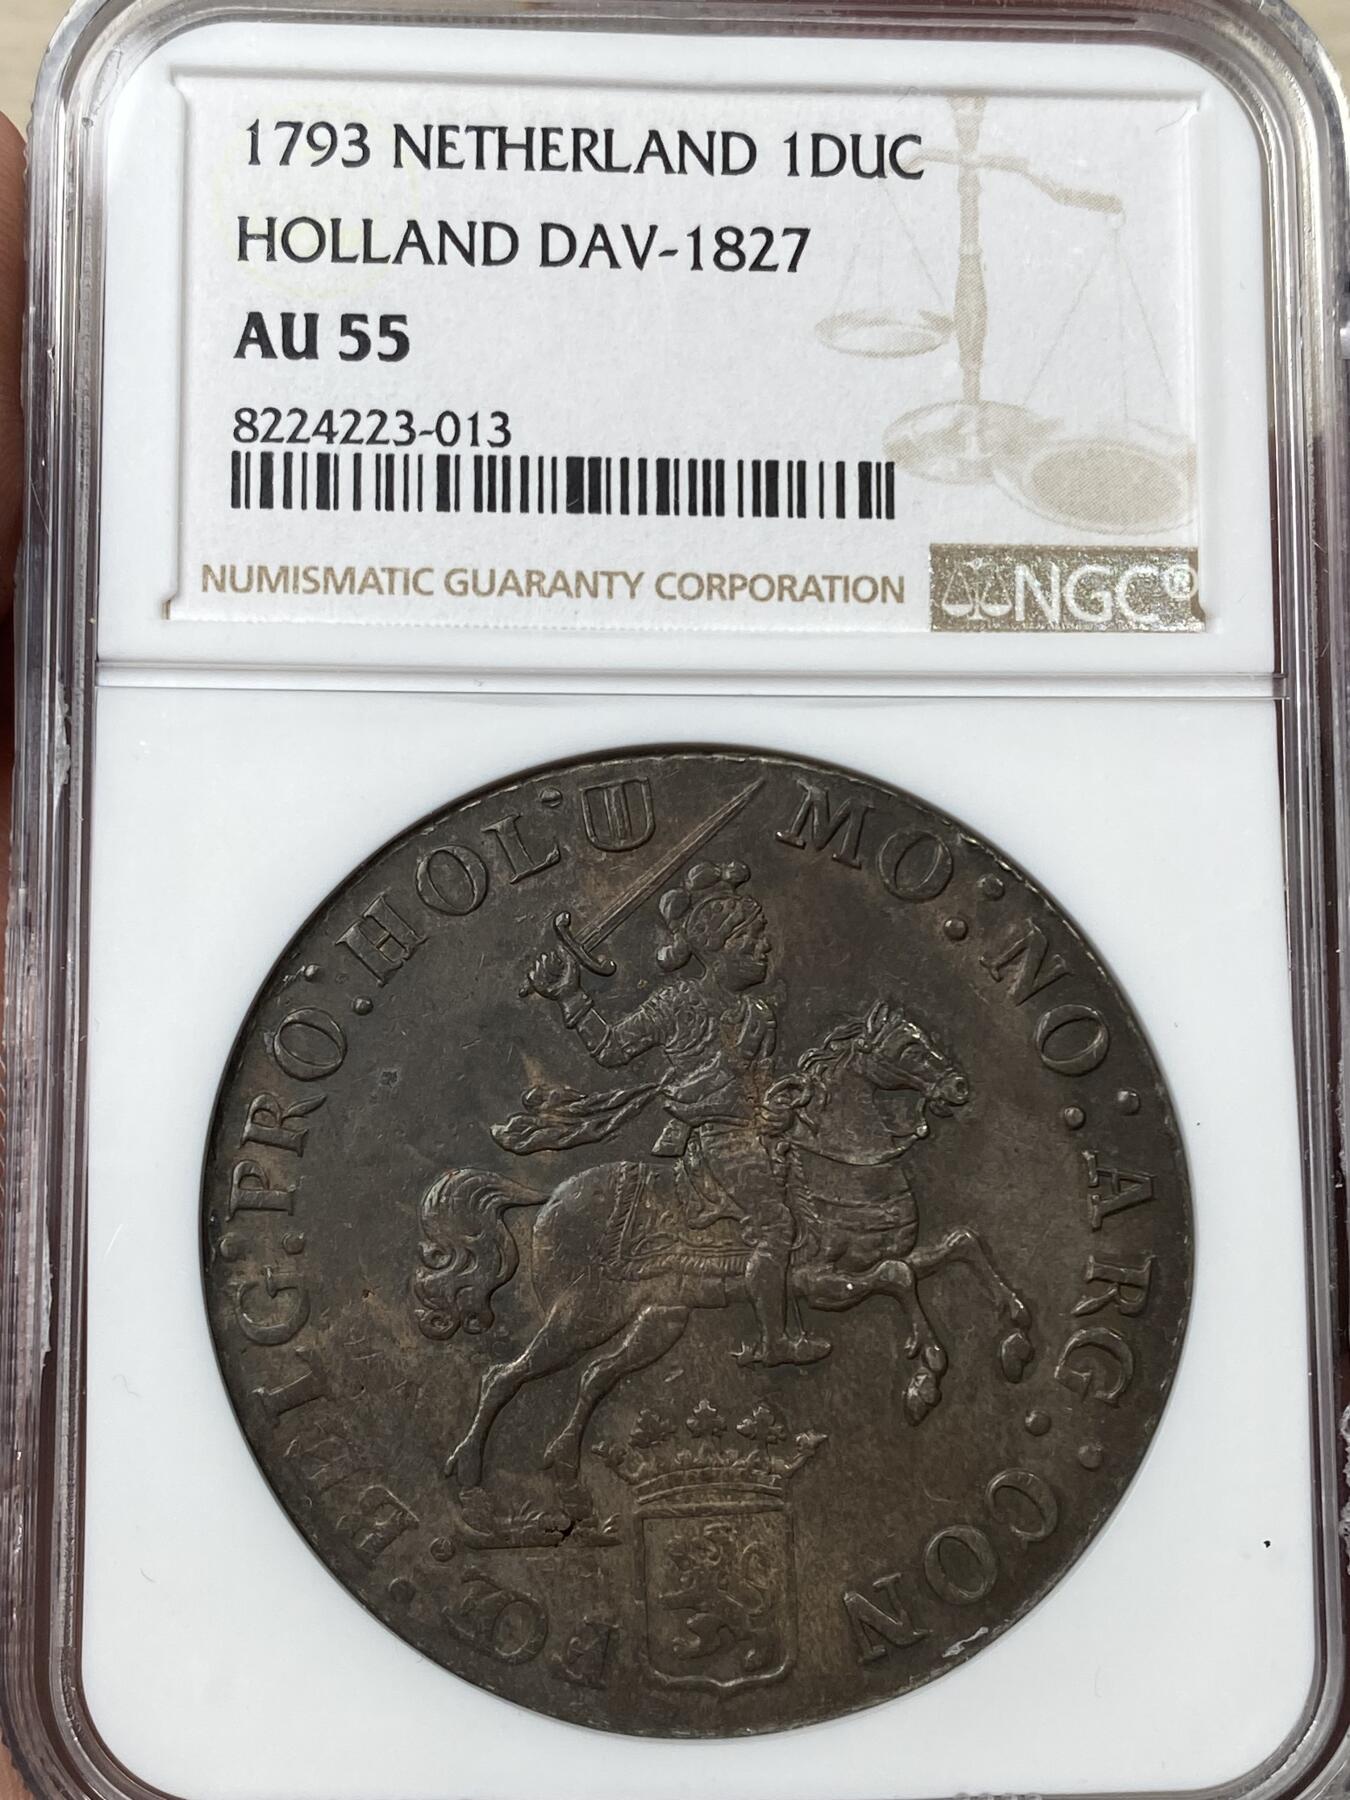 1793 NETHERLAND 1DUC
HOLLAND DAV-1827
AU 55
8224223-013
NUMISMATIC GUARANTY CORPORATION
NGC®
MO:NO:ARG:CON
FŒ:BELG:PRO:HOL: